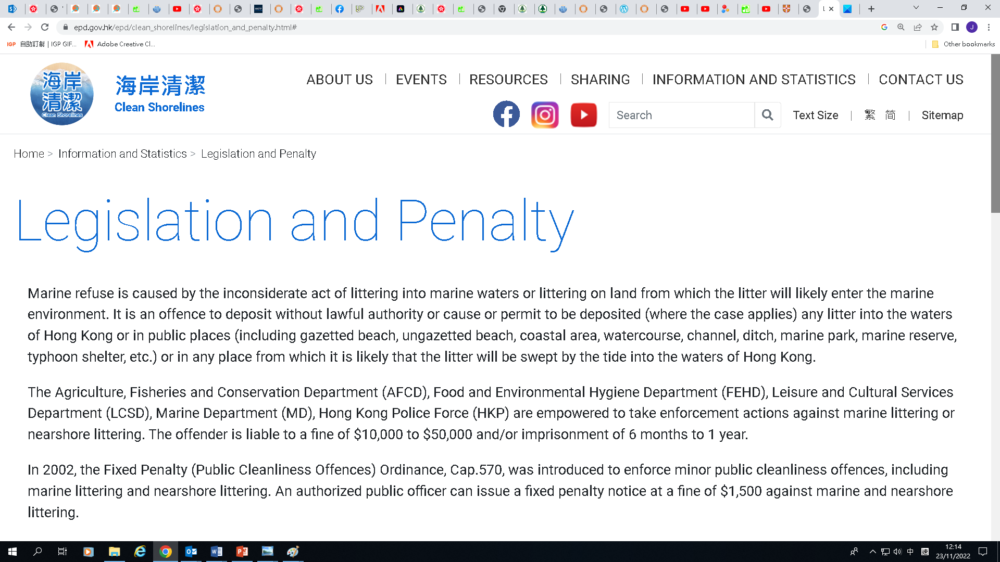 epd.gov.hk/epd/clean_shorelines/legislation_and_penalty.html#
J
IGP 自助訂製 | IGP GIF... Adobe Creative Cl... Other bookmarks
海岸
清潔
Clean Shorelines
海岸清潔
Clean Shorelines
ABOUT US | EVENTS | RESOURCES | SHARING | INFORMATION AND STATISTICS | CONTACT US
Search Text Size | 繁 简 | Sitemap
Home > Information and Statistics > Legislation and Penalty
Legislation and Penalty
Marine refuse is caused by the inconsiderate act of littering into marine waters or littering on land from which the litter will likely enter the marine
environment. It is an offence to deposit without lawful authority or cause or permit to be deposited (where the case applies) any litter into the waters
of Hong Kong or in public places (including gazetted beach, ungazetted beach, coastal area, watercourse, channel, ditch, marine park, marine reserve,
typhoon shelter, etc.) or in any place from which it is likely that the litter will be swept by the tide into the waters of Hong Kong.
The Agriculture, Fisheries and Conservation Department (AFCD), Food and Environmental Hygiene Department (FEHD), Leisure and Cultural Services
Department (LCSD), Marine Department (MD), Hong Kong Police Force (HKP) are empowered to take enforcement actions against marine littering or
nearshore littering. The offender is liable to a fine of $10,000 to $50,000 and/or imprisonment of 6 months to 1 year.
In 2002, the Fixed Penalty (Public Cleanliness Offences) Ordinance, Cap.570, was introduced to enforce minor public cleanliness offences, including
marine littering and nearshore littering. An authorized public officer can issue a fixed penalty notice at a fine of $1,500 against marine and nearshore
littering.
中 速 12:14
23/11/2022